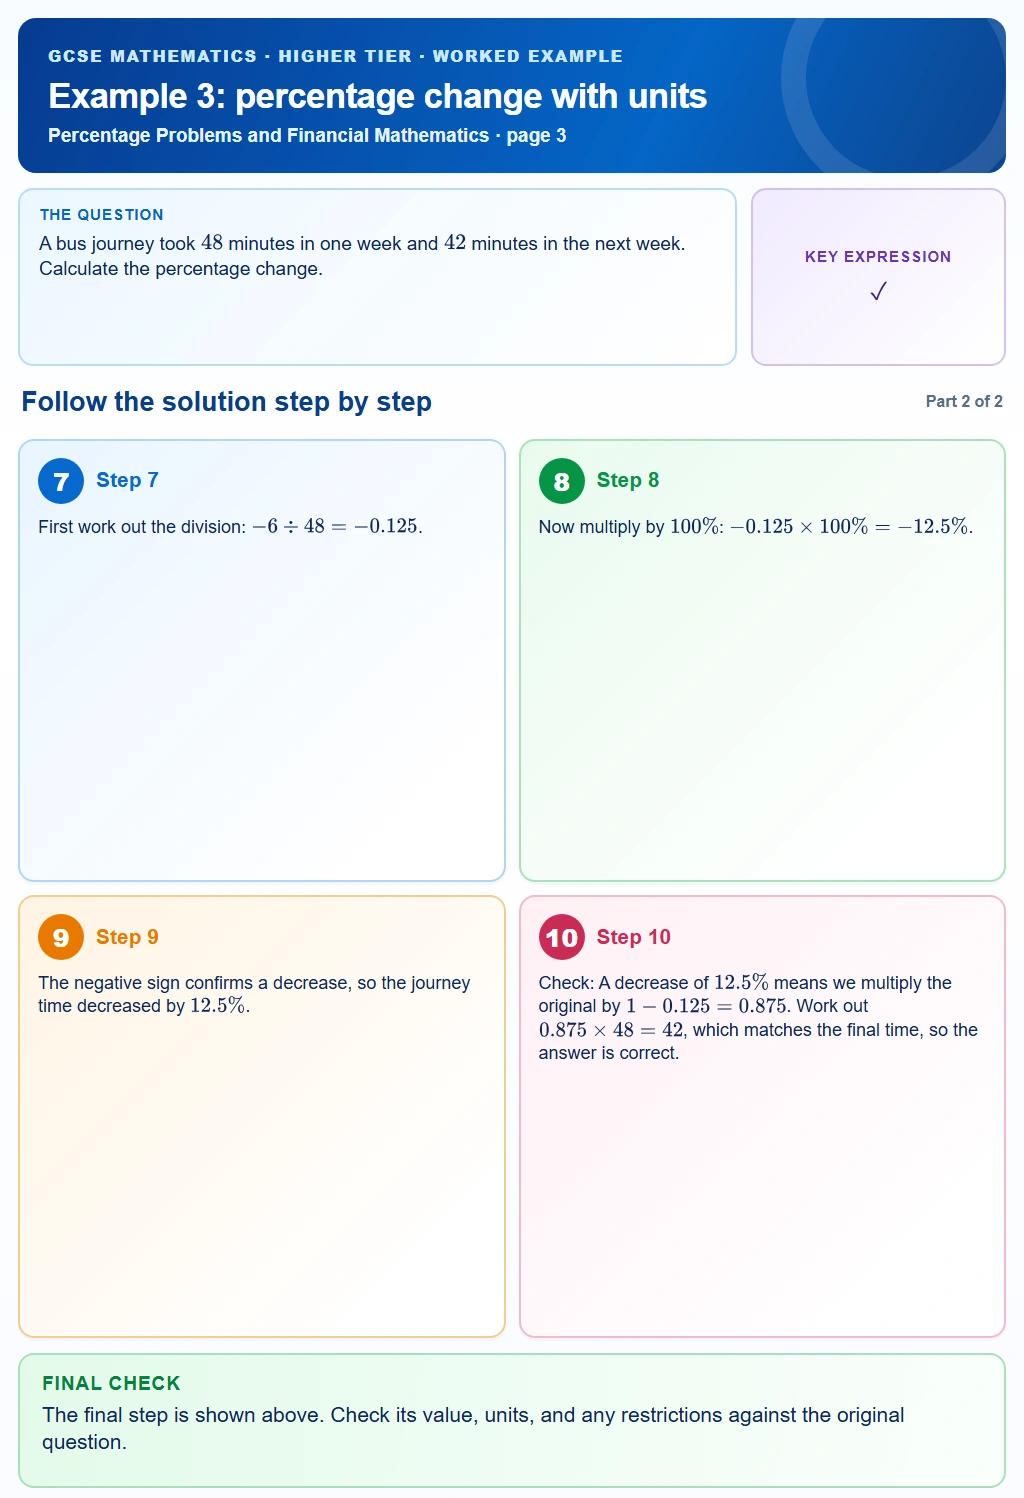 GCSE MATHEMATICS · HIGHER TIER · WORKED EXAMPLE
Example 3: percentage change with units
Percentage Problems and Financial Mathematics · page 3
THE QUESTION
A bus journey took 48 minutes in one week and 42 minutes in the next week.
Calculate the percentage change.
KEY EXPRESSION
✓
Follow the solution step by step
Part 2 of 2
7 Step 7
First work out the division: −6 ÷ 48 = −0.125.
8 Step 8
Now multiply by 100%: −0.125 × 100% = −12.5%.
9 Step 9
The negative sign confirms a decrease, so the journey
time decreased by 12.5%.
10 Step 10
Check: A decrease of 12.5% means we multiply the
original by 1 − 0.125 = 0.875. Work out
0.875 × 48 = 42, which matches the final time, so the
answer is correct.
FINAL CHECK
The final step is shown above. Check its value, units, and any restrictions against the original
question.